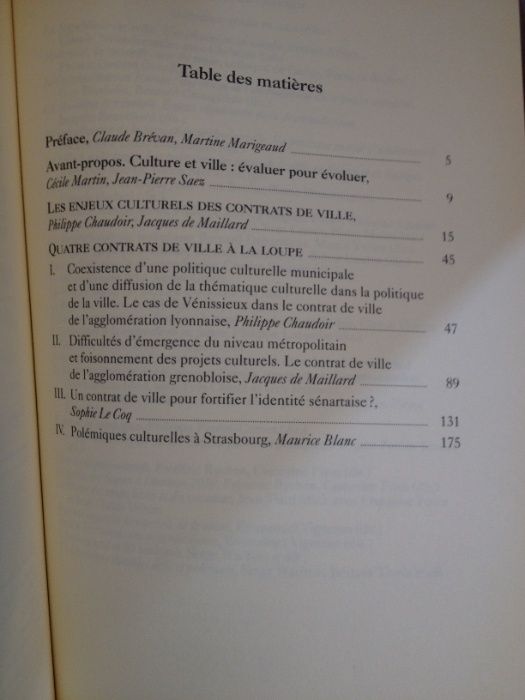 Table des matières
Préface, Claude Brévan, Martine Marigeaud 5
Avant-propos. Culture et ville : évaluer pour évoluer,
Cécile Martin, Jean-Pierre Saez 9
LES ENJEUX CULTURELS DES CONTRATS DE VILLE,
Philippe Chaudoir, Jacques de Maillard 15
QUATRE CONTRATS DE VILLE À LA LOUPE 45
I. Coexistence d'une politique culturelle municipale
et d'une diffusion de la thématique culturelle dans la politique
de la ville. Le cas de Vénissieux dans le contrat de ville
de l'agglomération lyonnaise, Philippe Chaudoir 47
II. Difficultés d'émergence du niveau métropolitain
et foisonnement des projets culturels. Le contrat de ville
de l'agglomération grenobloise, Jacques de Maillard 89
III. Un contrat de ville pour fortifier l'identité sénartaise ?,
Sophie Le Coq 131
IV. Polémiques culturelles à Strasbourg, Maurice Blanc 175